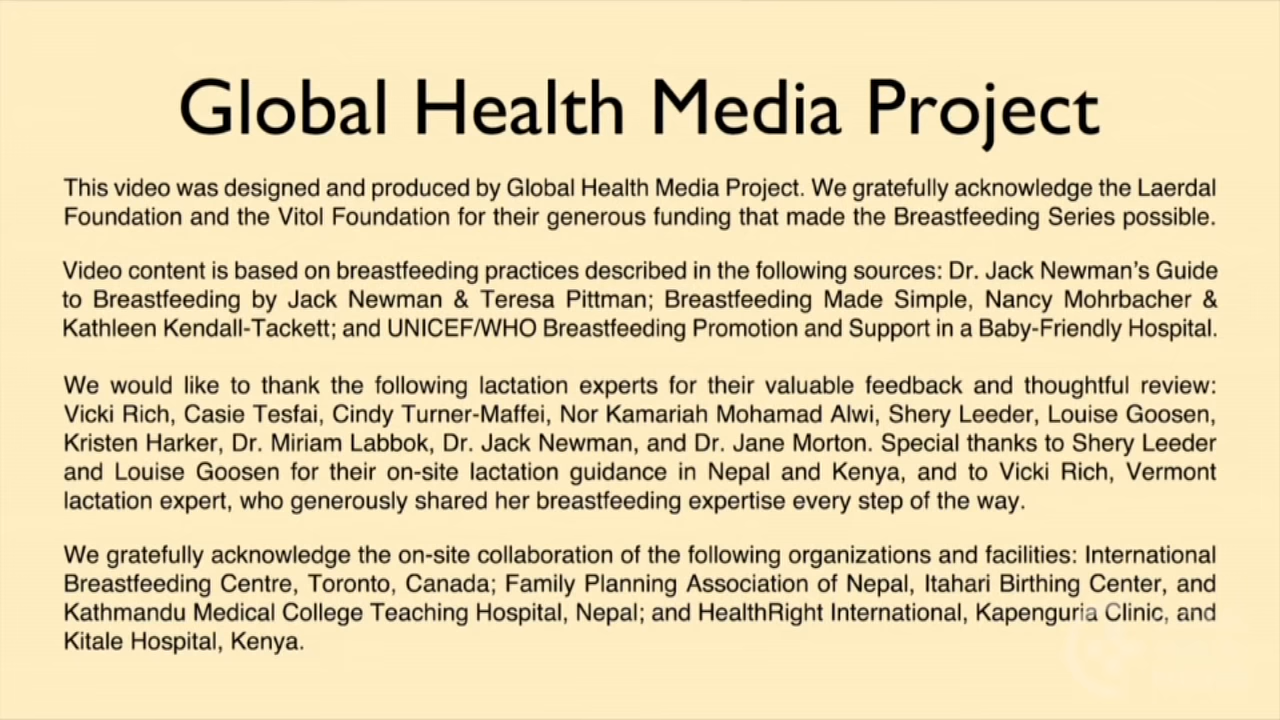 Global Health Media Project
This video was designed and produced by Global Health Media Project. We gratefully acknowledge the Laerdal
Foundation and the Vitol Foundation for their generous funding that made the Breastfeeding Series possible.
Video content is based on breastfeeding practices described in the following sources: Dr. Jack Newman's Guide
to Breastfeeding by Jack Newman & Teresa Pittman; Breastfeeding Made Simple, Nancy Mohrbacher &
Kathleen Kendall-Tackett; and UNICEF/WHO Breastfeeding Promotion and Support in a Baby-Friendly Hospital.
We would like to thank the following lactation experts for their valuable feedback and thoughtful review:
Vicki Rich, Casie Tesfai, Cindy Turner-Maffei, Nor Kamariah Mohamad Alwi, Shery Leeder, Louise Goosen,
Kristen Harker, Dr. Miriam Labbok, Dr. Jack Newman, and Dr. Jane Morton. Special thanks to Shery Leeder
and Louise Goosen for their on-site lactation guidance in Nepal and Kenya, and to Vicki Rich, Vermont
lactation expert, who generously shared her breastfeeding expertise every step of the way.
We gratefully acknowledge the on-site collaboration of the following organizations and facilities: International
Breastfeeding Centre, Toronto, Canada; Family Planning Association of Nepal, Itahari Birthing Center, and
Kathmandu Medical College Teaching Hospital, Nepal; and HealthRight International, Kapenguria Clinic, and
Kitale Hospital, Kenya.